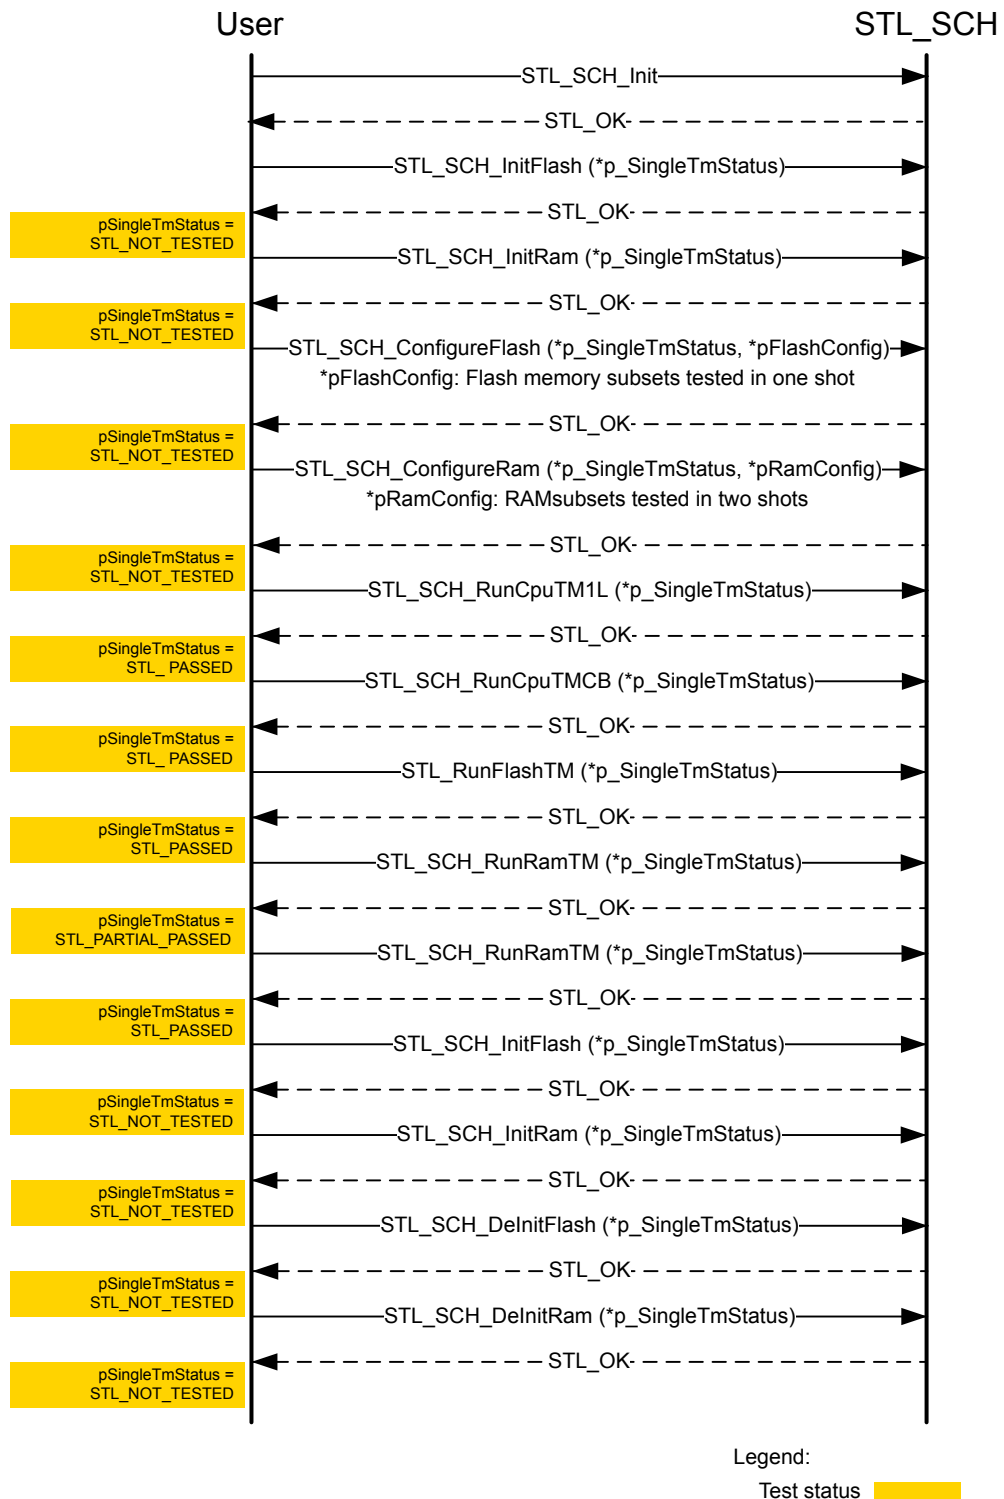 User
STL_SCH
STL_SCH_Init
STL_OK
STL_SCH_InitFlash (*p_SingleTmStatus)
STL_OK
pSingleTmStatus =
STL_NOT_TESTED
STL_SCH_InitRam (*p_SingleTmStatus)
STL_OK
pSingleTmStatus =
STL_NOT_TESTED
STL_SCH_ConfigureFlash (*p_SingleTmStatus, *pFlashConfig)
*pFlashConfig: Flash memory subsets tested in one shot
STL_OK
pSingleTmStatus =
STL_NOT_TESTED
STL_SCH_ConfigureRam (*p_SingleTmStatus, *pRamConfig)
*pRamConfig: RAMsubsets tested in two shots
STL_OK
pSingleTmStatus =
STL_NOT_TESTED
STL_SCH_RunCpuTM1L (*p_SingleTmStatus)
STL_OK
pSingleTmStatus =
STL_ PASSED
STL_SCH_RunCpuTMCB (*p_SingleTmStatus)
STL_OK
pSingleTmStatus =
STL_ PASSED
STL_RunFlashTM (*p_SingleTmStatus)
STL_OK
pSingleTmStatus =
STL_PASSED
STL_SCH_RunRamTM (*p_SingleTmStatus)
STL_OK
pSingleTmStatus =
STL_PARTIAL_PASSED
STL_SCH_RunRamTM (*p_SingleTmStatus)
STL_OK
pSingleTmStatus =
STL_PASSED
STL_SCH_InitFlash (*p_SingleTmStatus)
STL_OK
pSingleTmStatus =
STL_NOT_TESTED
STL_SCH_InitRam (*p_SingleTmStatus)
STL_OK
pSingleTmStatus =
STL_NOT_TESTED
STL_SCH_DeInitFlash (*p_SingleTmStatus)
STL_OK
pSingleTmStatus =
STL_NOT_TESTED
STL_SCH_DeInitRam (*p_SingleTmStatus)
STL_OK
pSingleTmStatus =
STL_NOT_TESTED
Legend:
Test status